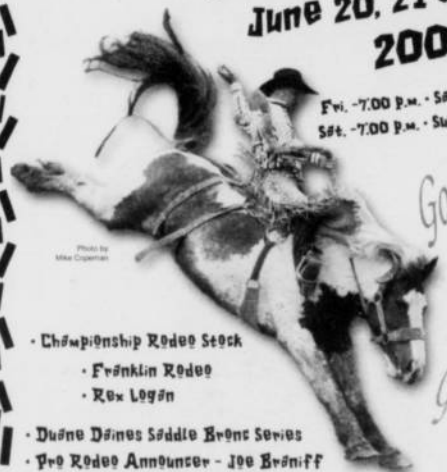 June 20, 21
200
Fri. -7:00 P.M. - Sa
Sat. -7:00 P.M. - Su
Go
Photo by
Mike Copeman
• Championship Rodeo Stock
• Franklin Rodeo
• Rex Logan
• Duane Daines Saddle Bronc Series
• Pro Rodeo Announcer - Joe Braniff